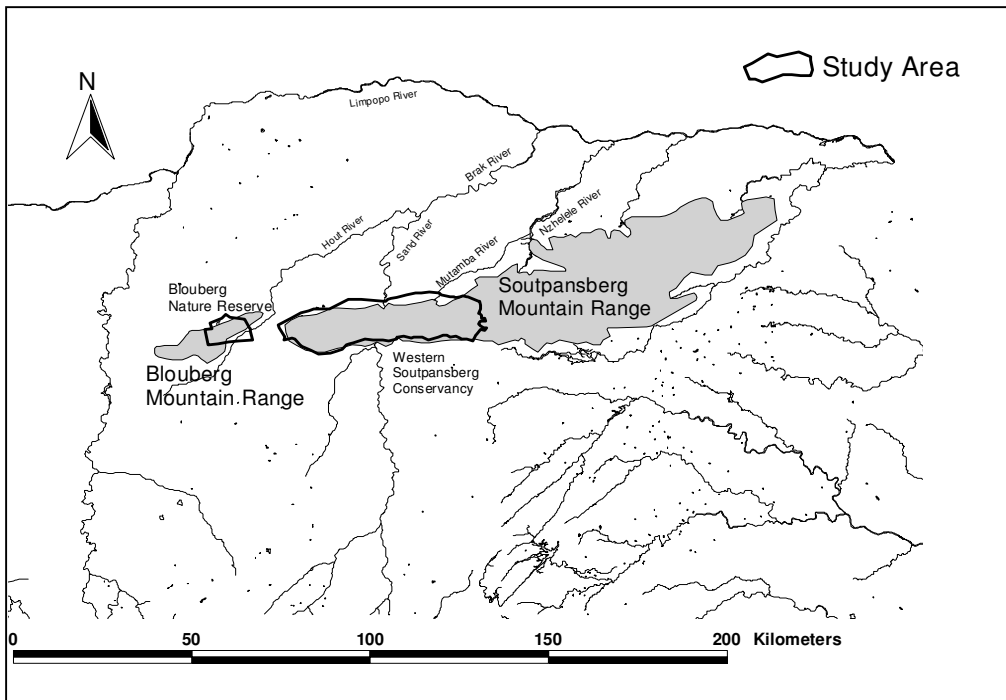 Study Area
N
Limpopo River
Brak River
Hout River
Sand River
Nzhelele River
Mutamba River
Blouberg
Nature Reserve
Soutpansberg
Mountain Range
Western
Soutpansberg
Conservancy
Blouberg
Mountain Range
0 50 100 150 200 Kilometers